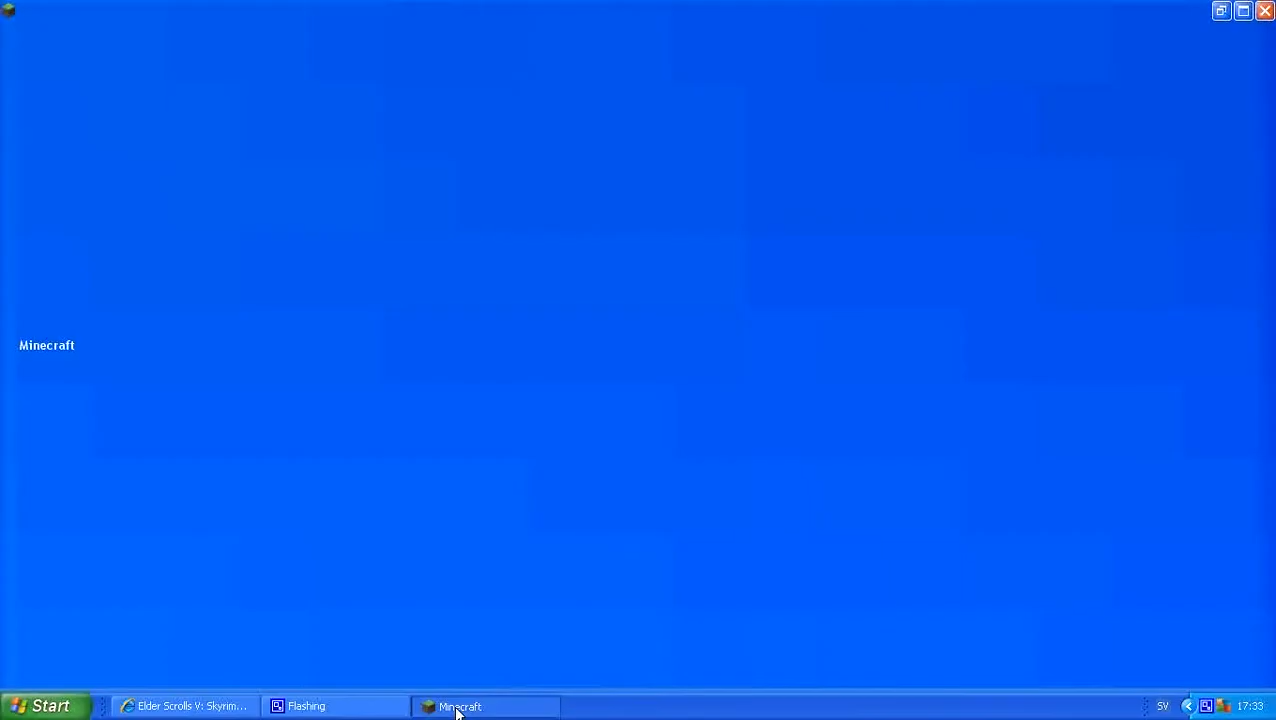 Minecraft
Start
Elder Scrolls V: Skyrim...
Flashing
Minecraft
SV
17:33